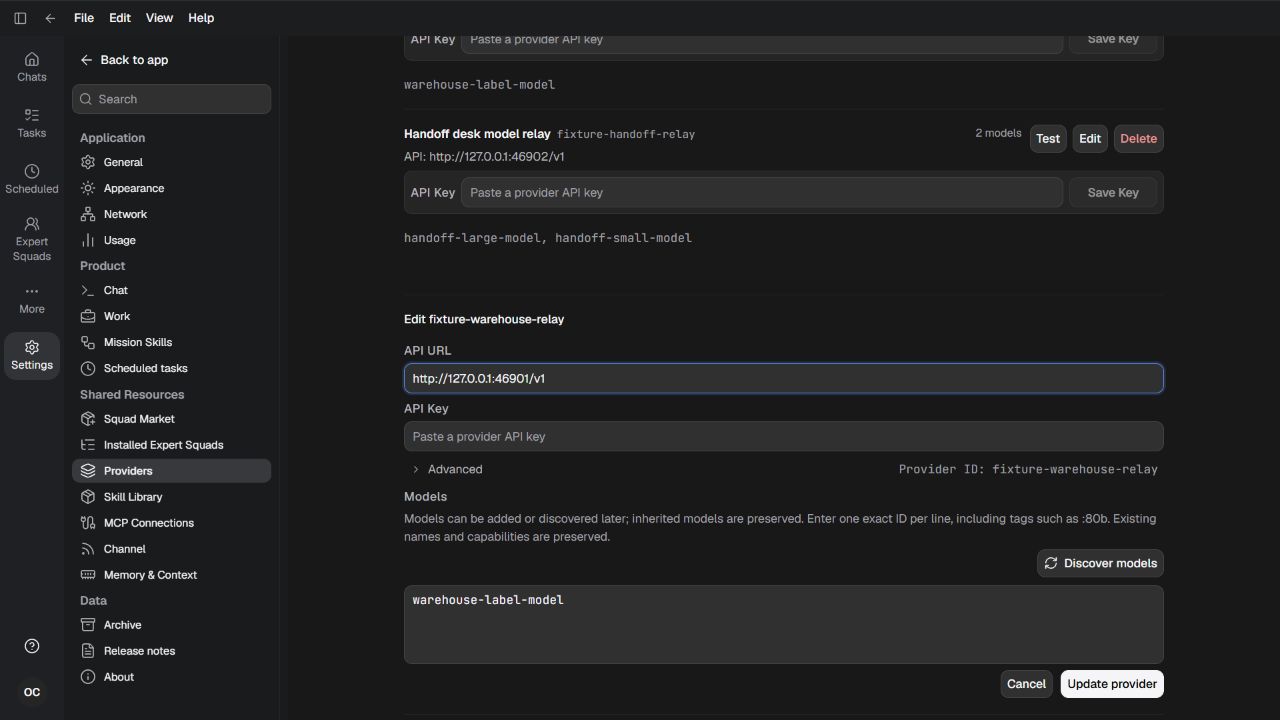 File Edit View Help
Chats
Tasks
Scheduled
Expert
Squads
More
Settings
OC
Back to app
Search
Application
General
Appearance
Network
Usage
Product
Chat
Work
Mission Skills
Scheduled tasks
Shared Resources
Squad Market
Installed Expert Squads
Providers
Skill Library
MCP Connections
Channel
Memory & Context
Data
Archive
Release notes
About
API Key Paste a provider API key Save Key
warehouse-label-model
Handoff desk model relay fixture-handoff-relay 2 models Test Edit Delete
API: http://127.0.0.1:46902/v1
API Key Paste a provider API key Save Key
handoff-large-model, handoff-small-model
Edit fixture-warehouse-relay
API URL
http://127.0.0.1:46901/v1
API Key
Paste a provider API key
Advanced Provider ID: fixture-warehouse-relay
Models
Models can be added or discovered later; inherited models are preserved. Enter one exact ID per line, including tags such as :80b. Existing
names and capabilities are preserved.
Discover models
warehouse-label-model
Cancel Update provider